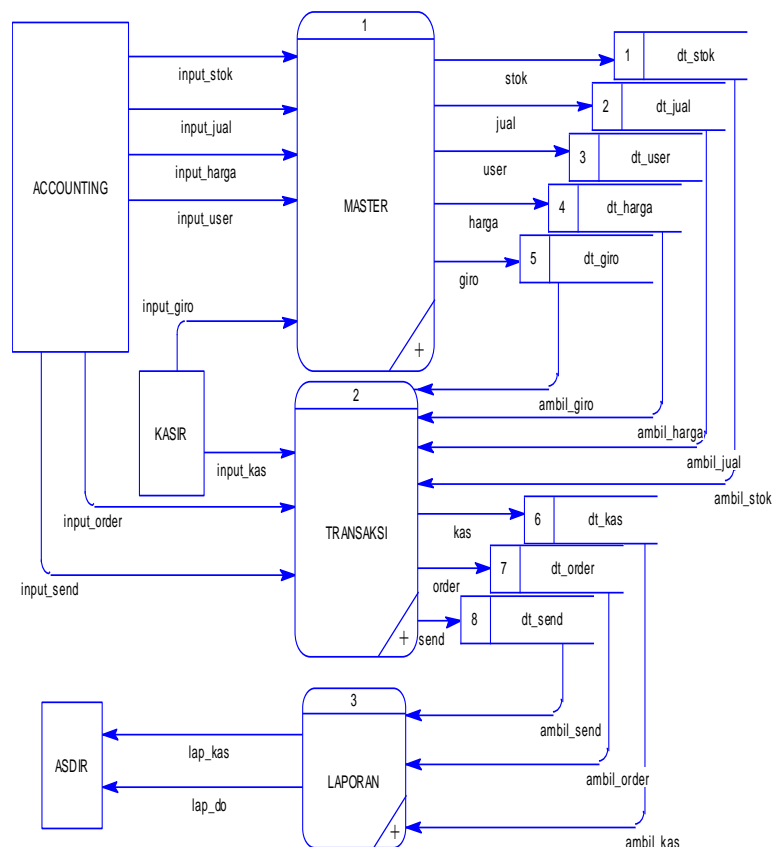 1
input_stok
stok
1 dt_stok
input_jual
jual
2 dt_jual
input_harga
user
3 dt_user
ACCOUNTING
input_user
MASTER
harga
4 dt_harga
giro
5 dt_giro
input_giro
+
2
ambil_giro
KASIR
ambil_harga
input_kas
ambil_jual
ambil_stok
input_order
TRANSAKSI
kas
6 dt_kas
input_send
order
7 dt_order
+
send
8 dt_send
3
ambil_send
ASDIR
lap_kas
LAPORAN
ambil_order
lap_do
+
ambil_kas